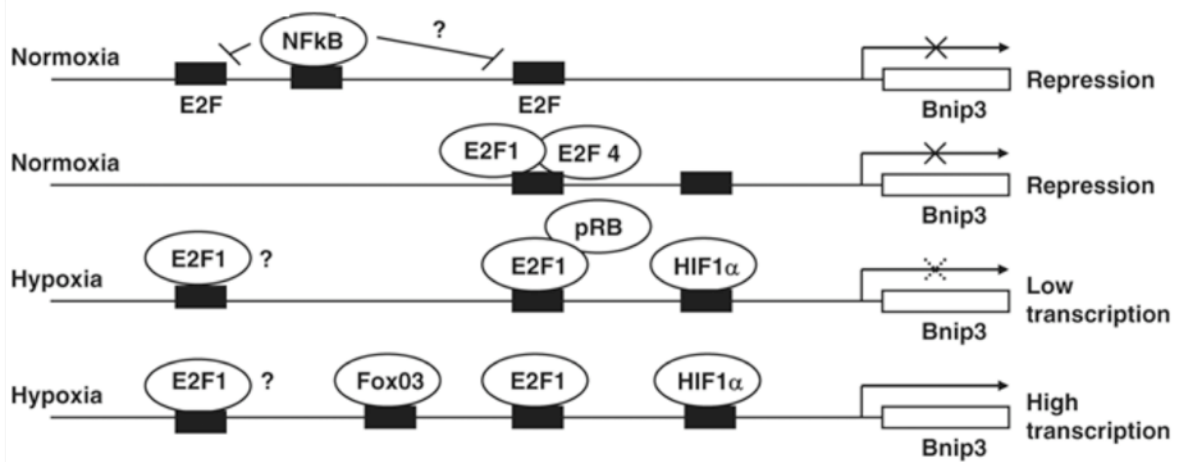 NFkB
?
Normoxia
E2F
E2F
Bnip3
Repression
E2F1
E2F 4
Normoxia
Bnip3
Repression
pRB
E2F1
?
E2F1
HIF1α
Hypoxia
Bnip3
Low
transcription
E2F1
?
Fox03
E2F1
HIF1α
Hypoxia
Bnip3
High
transcription